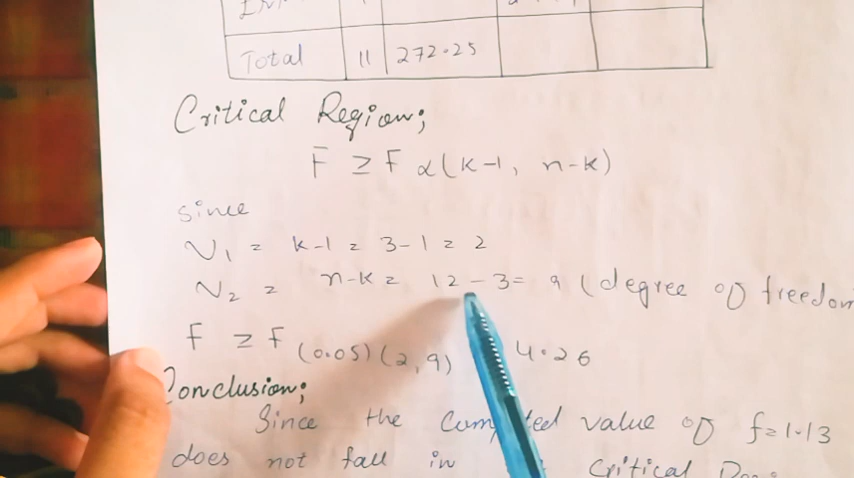 Total 11 272.25
Critical Region;
F ≥ F α(k-1, n-k)
since
V1 = k-1 = 3-1 = 2
V2 = n-k = 12-3= 9 (degree of freedom
F ≥ F (0.05)(2,9) 4.26
Conclusion;
Since the value of f=1.13
does not fall in Critical